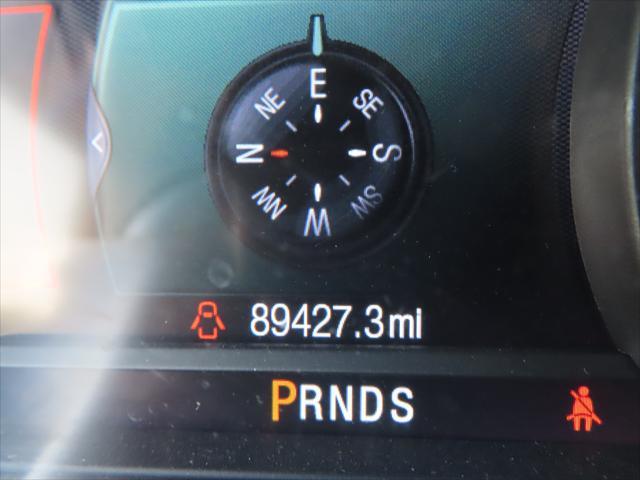 E
NE SE
N S
NW SW
W
89427.3mi
PRNDS